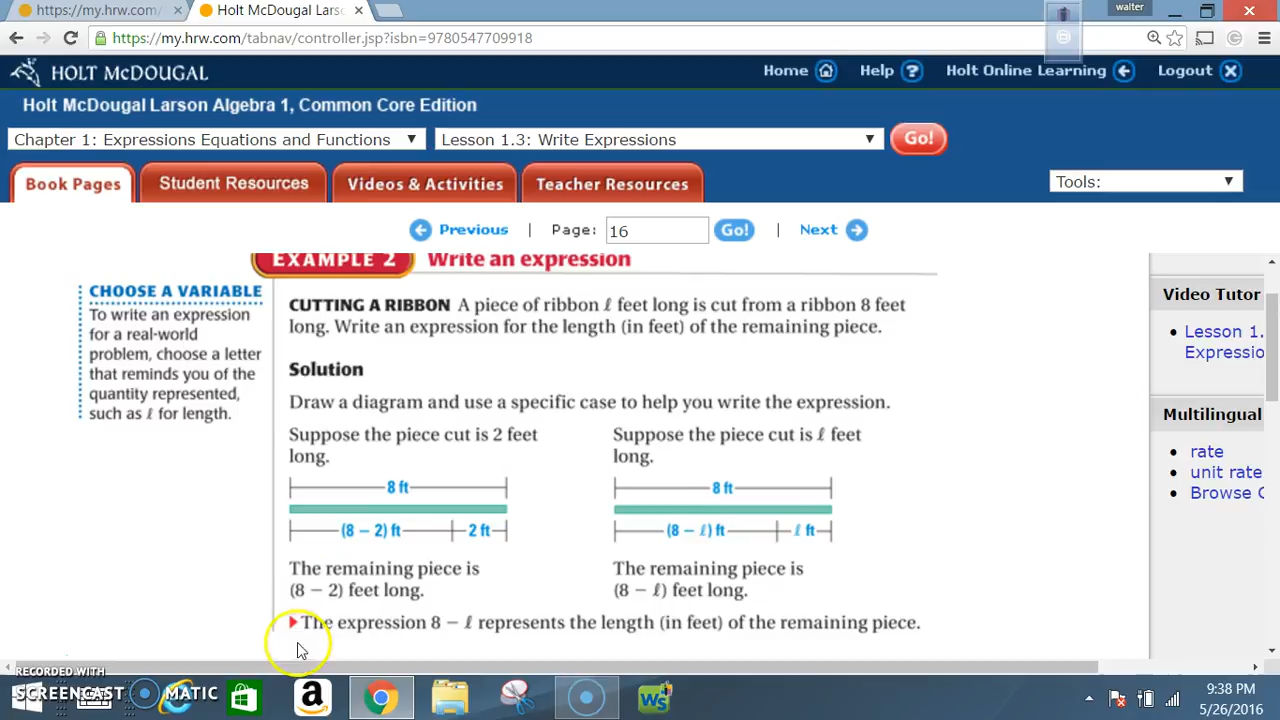 https://my.hrw.com/tabnav
Holt McDougal Lars
walter
https://my.hrw.com/tabnav/controller.jsp?isbn=9780547709918
HOLT McDOUGAL
Home
Help ?
Holt Online Learning
Logout X
Holt McDougal Larson Algebra 1, Common Core Edition
Chapter 1: Expressions Equations and Functions
Lesson 1.3: Write Expressions
Go!
Book Pages
Student Resources
Videos & Activities
Teacher Resources
Tools:
Previous | Page: 16 Go! | Next
EXAMPLE 2 Write an expression
CHOOSE A VARIABLE
To write an expression
for a real-world
problem, choose a letter
that reminds you of the
quantity represented,
such as ℓ for length.
CUTTING A RIBBON A piece of ribbon ℓ feet long is cut from a ribbon 8 feet
long. Write an expression for the length (in feet) of the remaining piece.
Solution
Draw a diagram and use a specific case to help you write the expression.
Suppose the piece cut is 2 feet
long.
8 ft
(8 − 2) ft
2 ft
The remaining piece is
(8 − 2) feet long.
Suppose the piece cut is ℓ feet
long.
8 ft
(8 − ℓ) ft
ℓ ft
The remaining piece is
(8 − ℓ) feet long.
The expression 8 − ℓ represents the length (in feet) of the remaining piece.
Video Tutor
Lesson 1.
Expressio
Multilingual
rate
unit rate
Browse
RECORDED WITH
SCREENCAST MATIC
a
WS
9:38 PM
5/26/2016